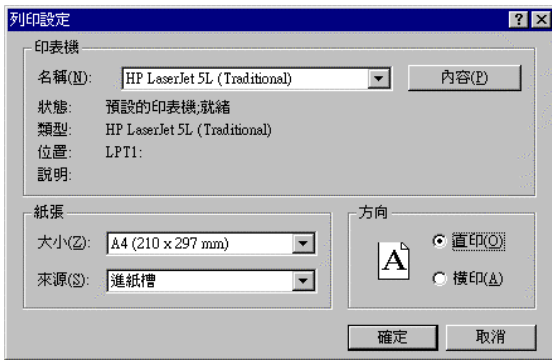 列印設定
印表機
名稱(N): HP LaserJet 5L (Traditional) 內容(P)
狀態: 預設的印表機;就緒
類型: HP LaserJet 5L (Traditional)
位置: LPT1:
說明:
紙張
大小(Z): A4 (210 x 297 mm)
來源(S): 進紙槽
方向
A
直印(O)
橫印(A)
確定 取消